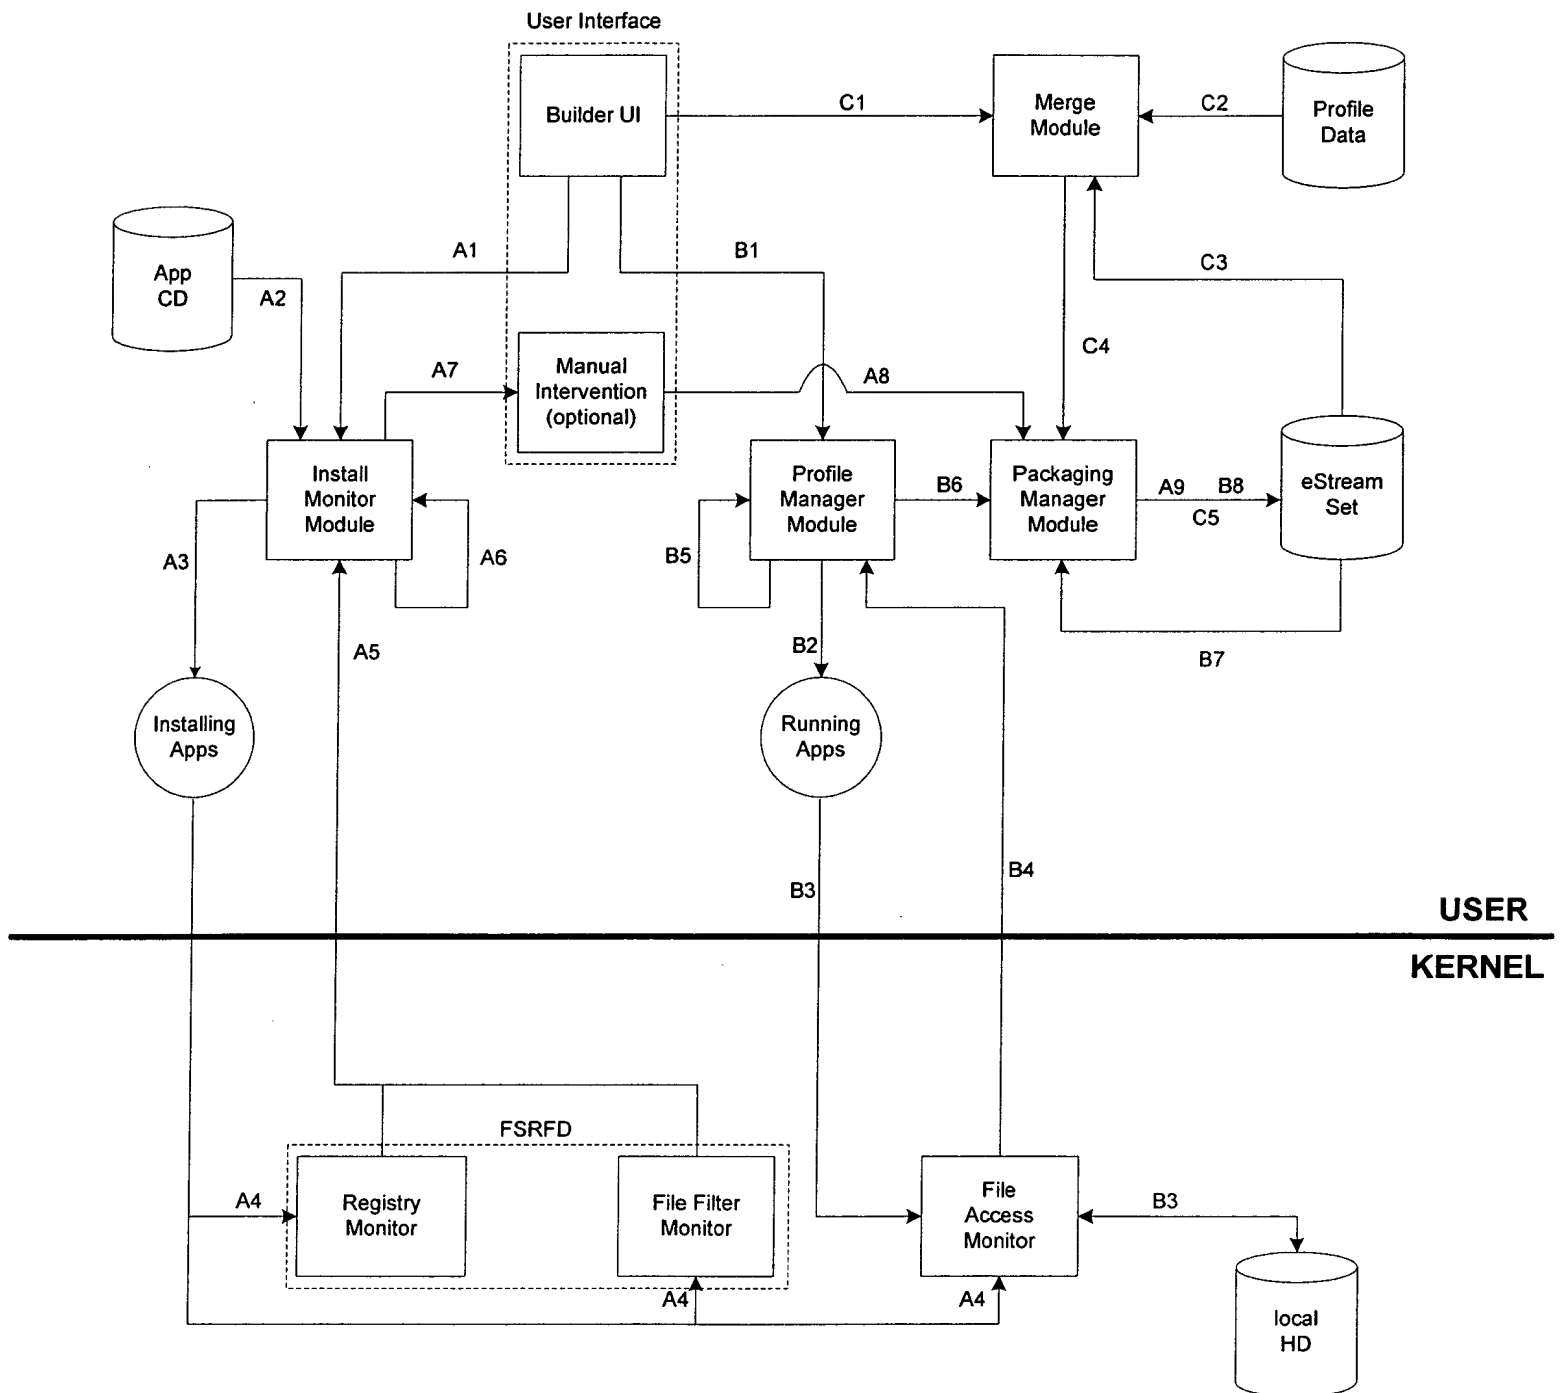 User Interface
Builder UI
C1
Merge
Module
C2
Profile
Data
App
CD
A2
A1
B1
C3
C4
A7
Manual
Intervention
(optional)
A8
Install
Monitor
Module
Profile
Manager
Module
B6
Packaging
Manager
Module
A9
B8
C5
eStream
Set
A3
A6
B5
A5
B2
B7
Installing
Apps
Running
Apps
B3
B4
USER
KERNEL
FSRFD
A4
Registry
Monitor
File Filter
Monitor
File
Access
Monitor
B3
A4
A4
local
HD